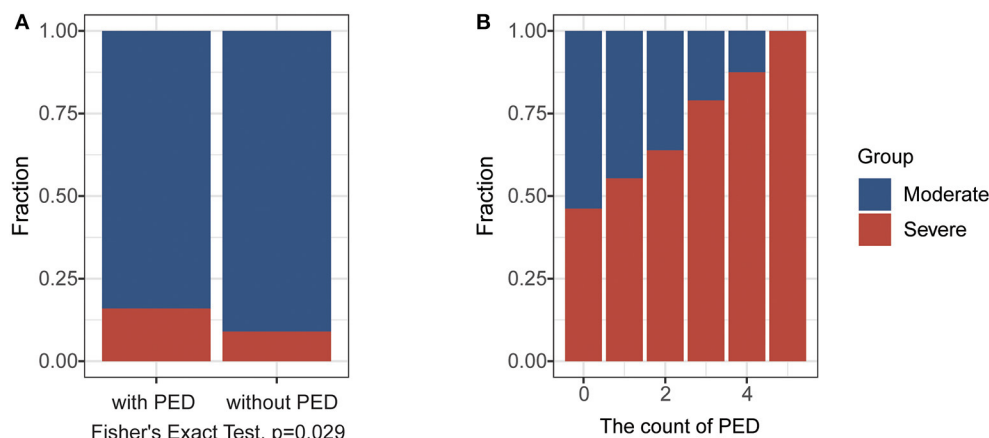 A
1.00
0.75
0.50
0.25
0.00
Fraction
with PED without PED
Fisher's Exact Test, p=0.029
B
1.00
0.75
0.50
0.25
0.00
Fraction
0 2 4
The count of PED
Group
Moderate
Severe